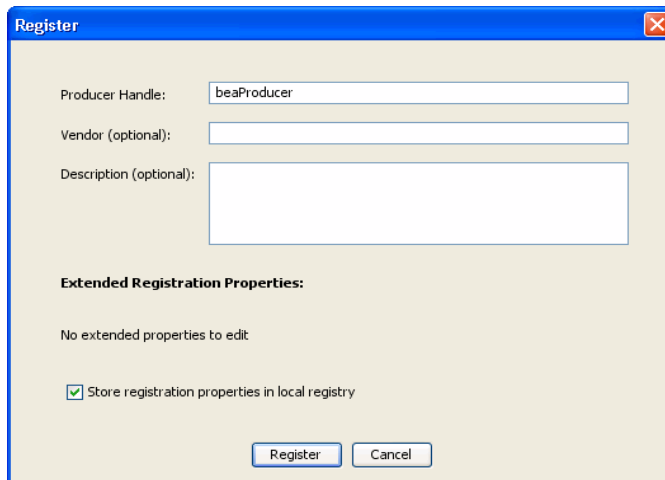 Register
Producer Handle: beaProducer
Vendor (optional):
Description (optional):
Extended Registration Properties:
No extended properties to edit
Store registration properties in local registry
Register Cancel